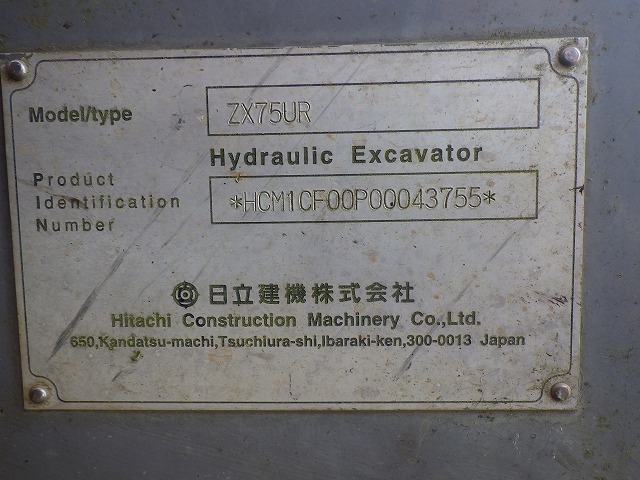 Model/type
ZX75UR
Hydraulic Excavator
Product
Identification
Number
*HCM1CF00P00043755*
日立建機株式会社
Hitachi Construction Machinery Co.,Ltd.
650,Kandatsu-machi,Tsuchiura-shi,Ibaraki-ken,300-0013 Japan